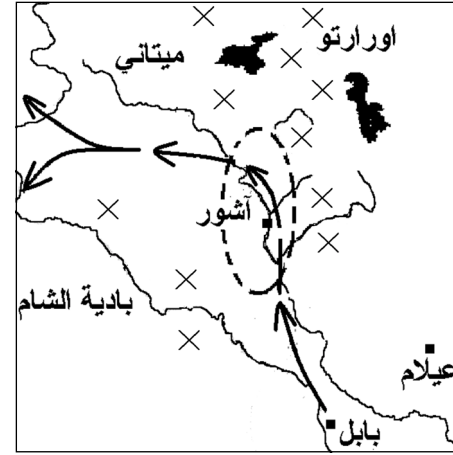 اورارتو
ميتاني
آشور
بادية الشام
عيلام
بابل